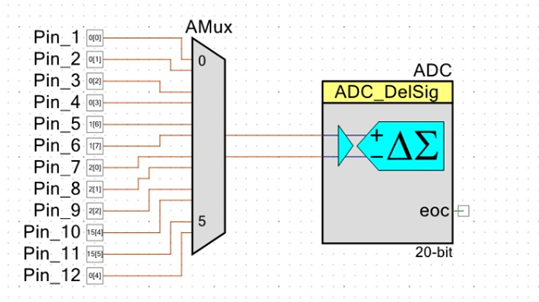 AMux
Pin_1 0[0]
Pin_2 0[1]
Pin_3 0[2]
Pin_4 0[3]
Pin_5 1[6]
Pin_6 1[7]
Pin_7 2[0]
Pin_8 2[1]
Pin_9 2[2]
Pin_10 15[4]
Pin_11 15[5]
Pin_12 0[4]
0
5
ADC
ADC_DelSig
+
−
ΔΣ
eoc
20-bit